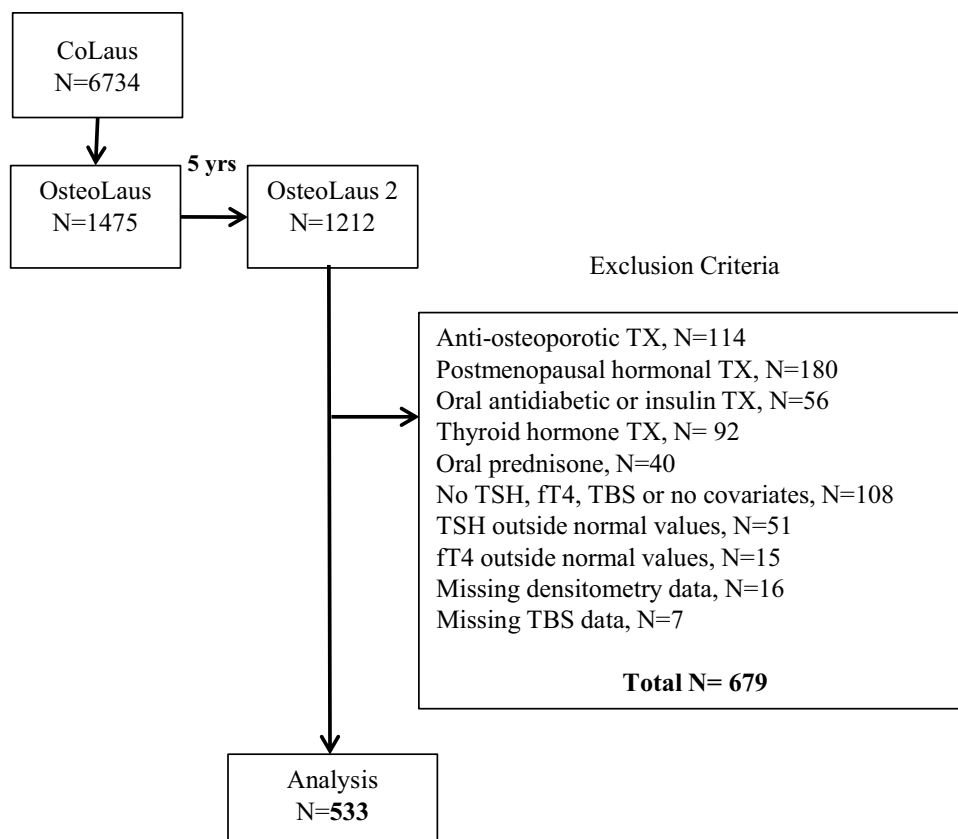 CoLaus
N=6734
5 yrs
OsteoLaus
N=1475
OsteoLaus 2
N=1212
Exclusion Criteria
Anti-osteoporotic TX, N=114
Postmenopausal hormonal TX, N=180
Oral antidiabetic or insulin TX, N=56
Thyroid hormone TX, N= 92
Oral prednisone, N=40
No TSH, fT4, TBS or no covariates, N=108
TSH outside normal values, N=51
fT4 outside normal values, N=15
Missing densitometry data, N=16
Missing TBS data, N=7
Total N= 679
Analysis
N=533